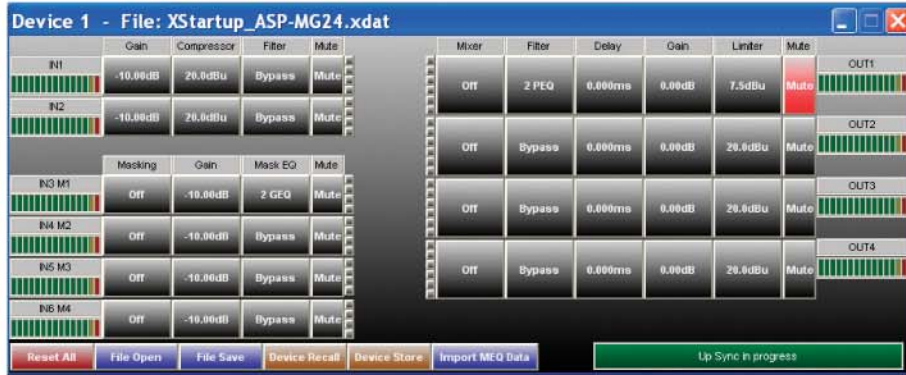 Device 1 - File: XStartup_ASP-MG24.xdat
Gain Compressor Filter Mute
IN1 -10.00dB 20.0dBu Bypass Mute
IN2 -10.00dB 20.0dBu Bypass Mute
Masking Gain Mask EQ Mute
IN3 M1 Off -10.00dB 2 GEQ Mute
IN4 M2 Off -10.00dB Bypass Mute
IN5 M3 Off -10.00dB Bypass Mute
IN6 M4 Off -10.00dB Bypass Mute
Mixer Filter Delay Gain Limiter Mute
Off 2 PEQ 0.000ms 0.00dB 7.5dBu Mute OUT1
Off Bypass 0.000ms 0.00dB 20.0dBu Mute OUT2
Off Bypass 0.000ms 0.00dB 20.0dBu Mute OUT3
Off Bypass 0.000ms 0.00dB 20.0dBu Mute OUT4
Reset All File Open File Save Device Recall Device Store Import MEQ Data Up Sync in progress